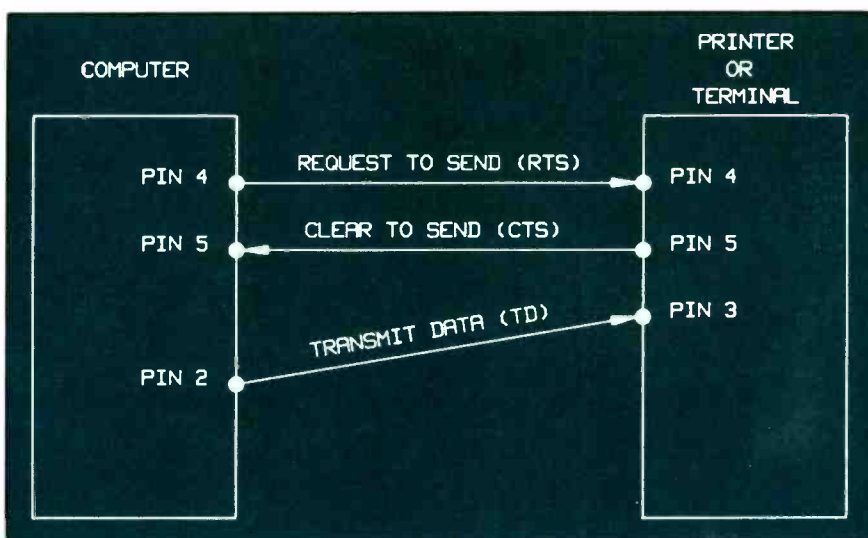 COMPUTER
PRINTER
OR
TERMINAL
PIN 4
REQUEST TO SEND (RTS)
PIN 4
PIN 5
CLEAR TO SEND (CTS)
PIN 5
TRANSMIT DATA (TD)
PIN 3
PIN 2